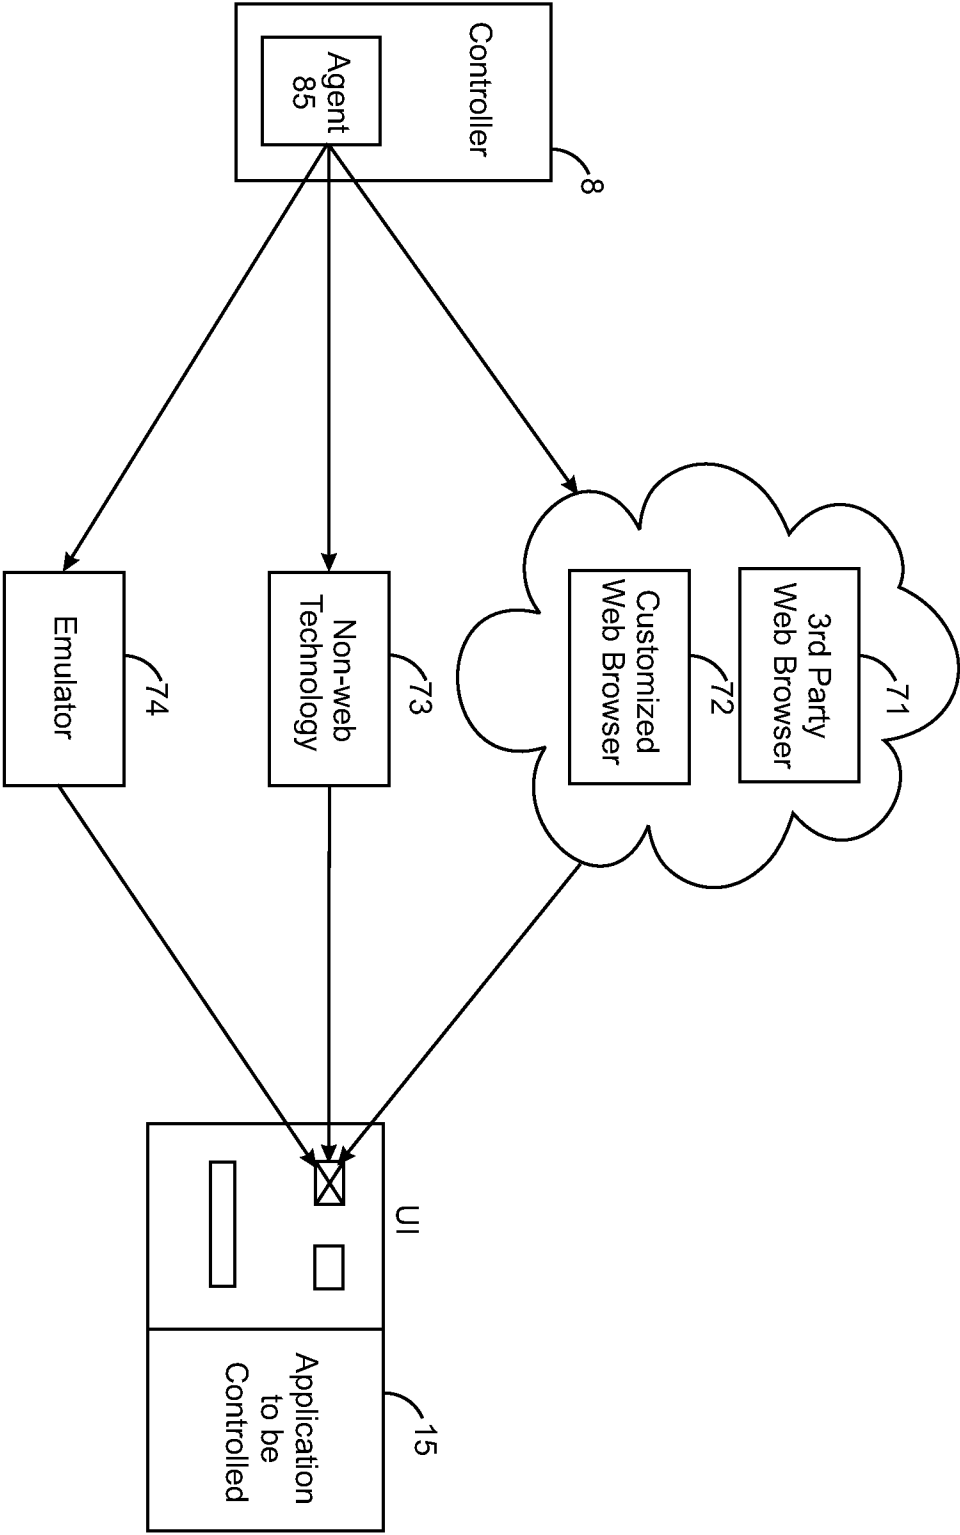 Controller
8
Agent
85
71
3rd Party
Web Browser
72
Customized
Web Browser
73
Non-web
Technology
74
Emulator
UI
15
Application
to be
Controlled